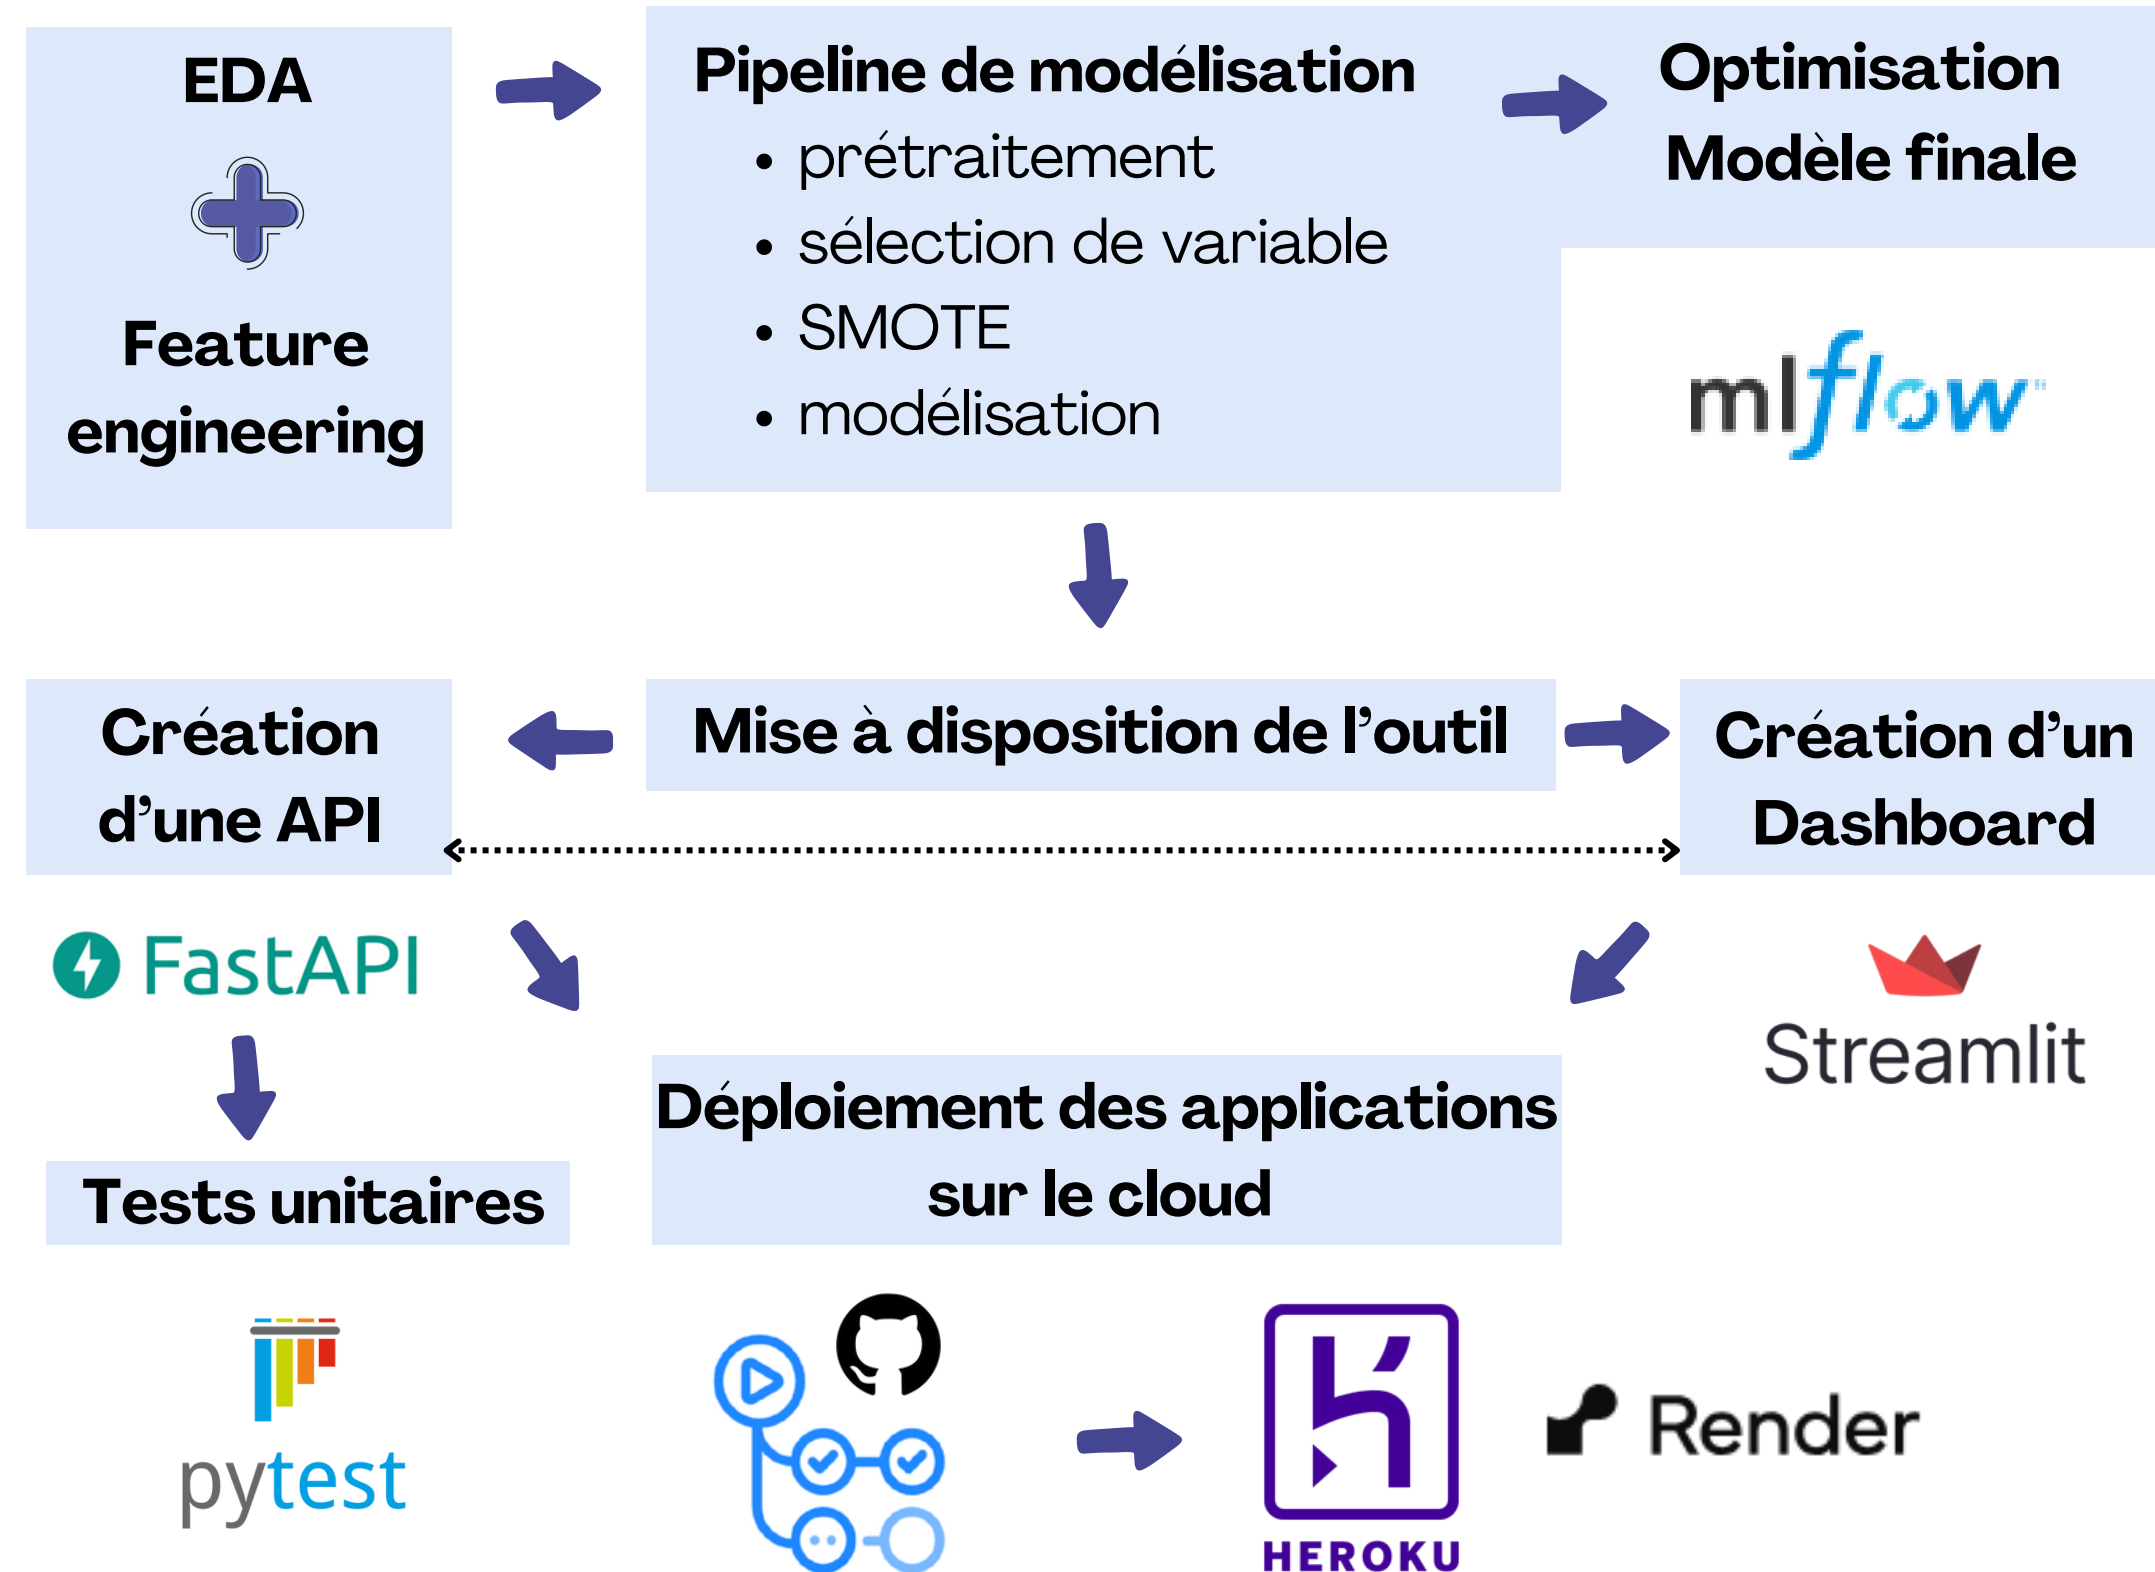 EDA
Feature
engineering
Pipeline de modélisation
• prétraitement
• sélection de variable
• SMOTE
• modélisation
Optimisation
Modèle finale
mlflow
Création
d’une API
Mise à disposition de l’outil
Création d’un
Dashboard
FastAPI
Streamlit
Tests unitaires
Déploiement des applications
sur le cloud
pytest
HEROKU
Render